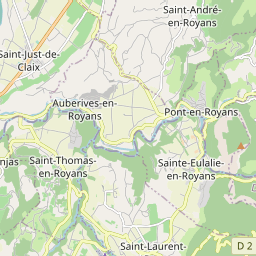 Saint-André-
en-Royans
Saint-Just-de-
Claix
Auberives-en-
Royans
Pont-en-Royans
njas
Saint-Thomas-
en-Royans
Sainte-Eulalie-
en-Royans
Saint-Laurent-
D 2